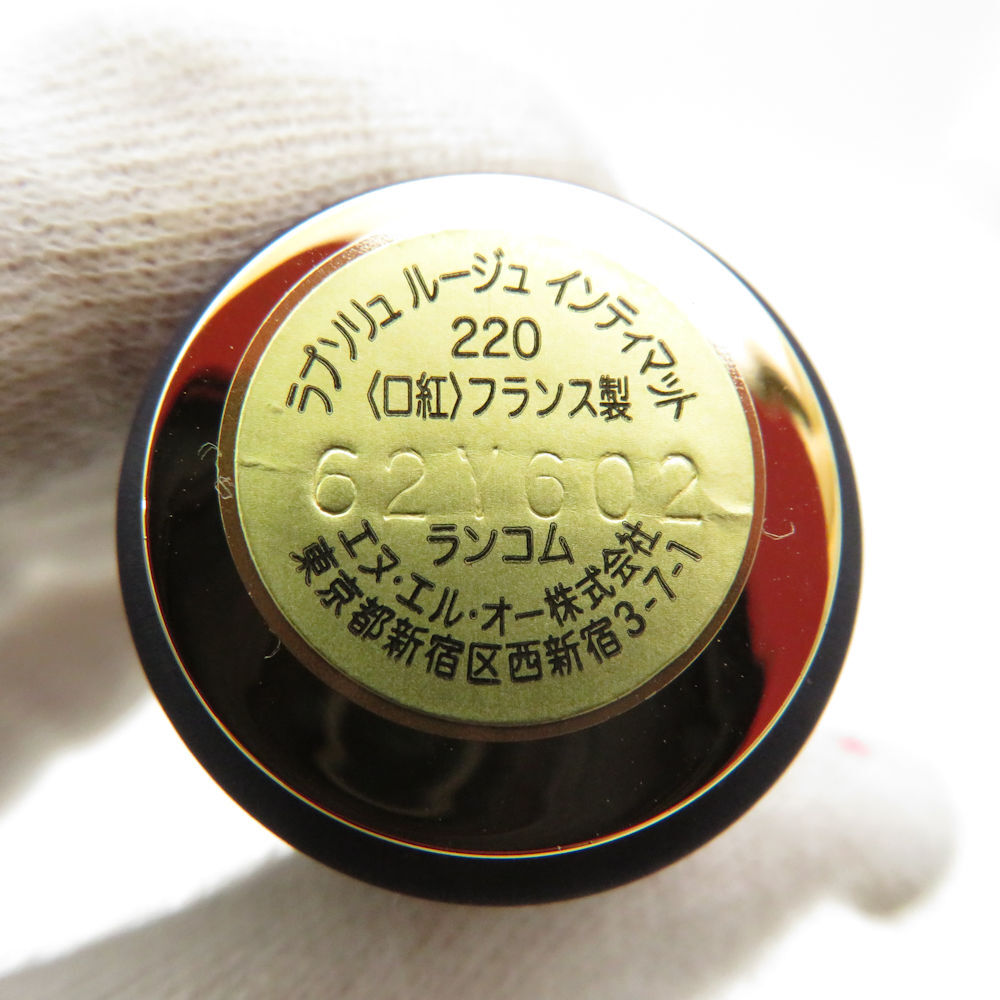 ラプソリュ ルージュ インティマット
220
〈口紅〉フランス製
62Y602
ランコム
エヌ・エル・オー株式会社
東京都新宿区西新宿3-7-1